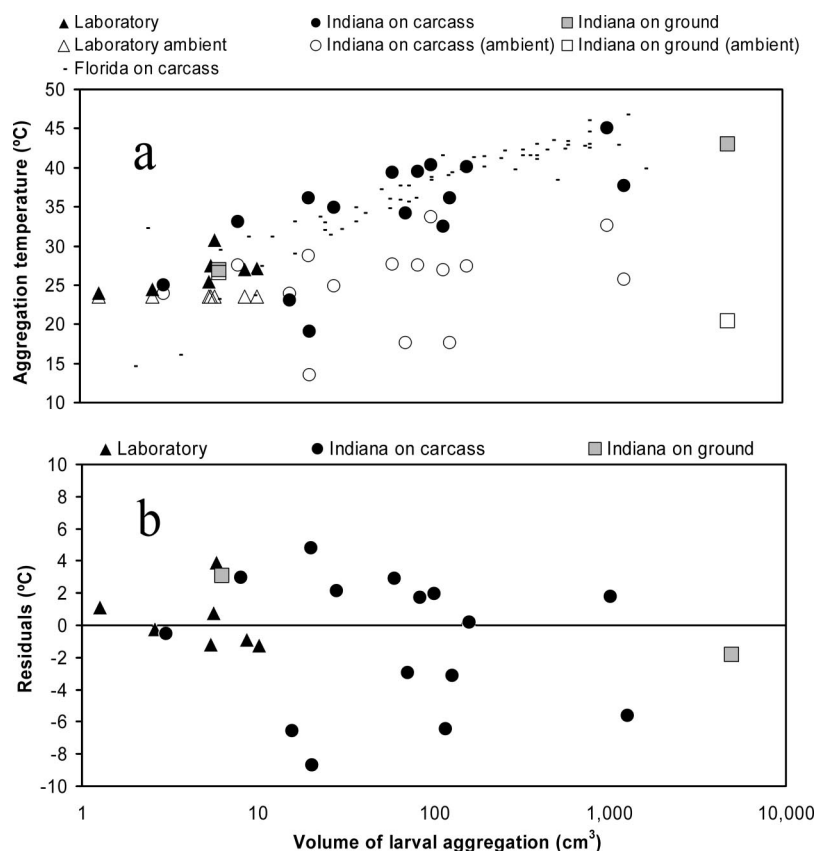 Laboratory Indiana on carcass Indiana on ground
Laboratory ambient Indiana on carcass (ambient) Indiana on ground (ambient)
Florida on carcass
50
45
40
35
30
25
20
15
10
Aggregation temperature (ºC)
a
Laboratory Indiana on carcass Indiana on ground
10
8
6
4
2
0
-2
-4
-6
-8
-10
Residuals (ºC)
b
1 10 100 1,000 10,000
Volume of larval aggregation (cm³)